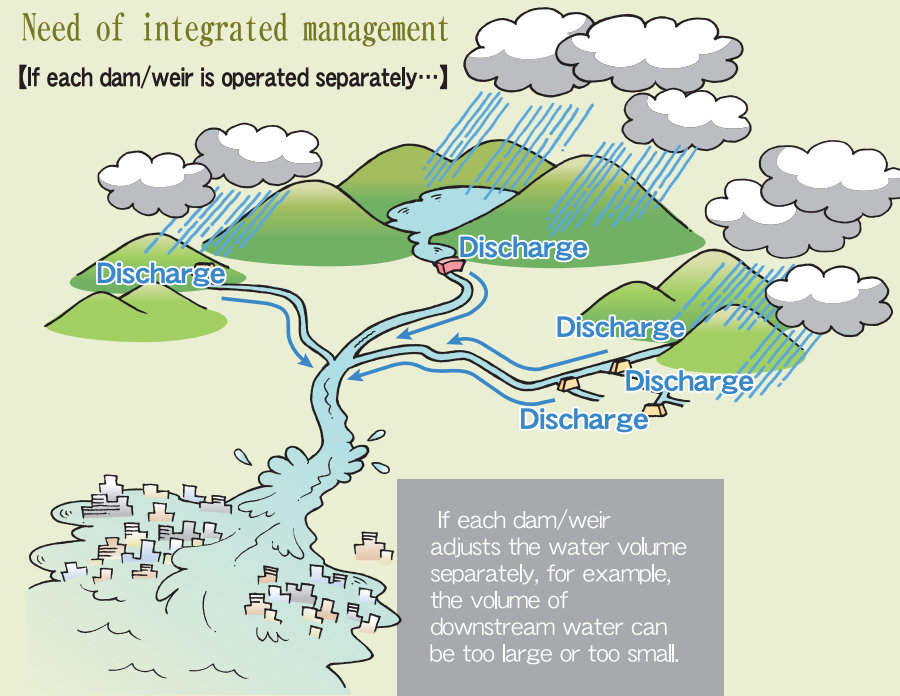 Need of integrated management
【If each dam/weir is operated separately…】
Discharge
Discharge
Discharge
Discharge
Discharge
If each dam/weir
adjusts the water volume
separately, for example,
the volume of
downstream water can
be too large or too small.